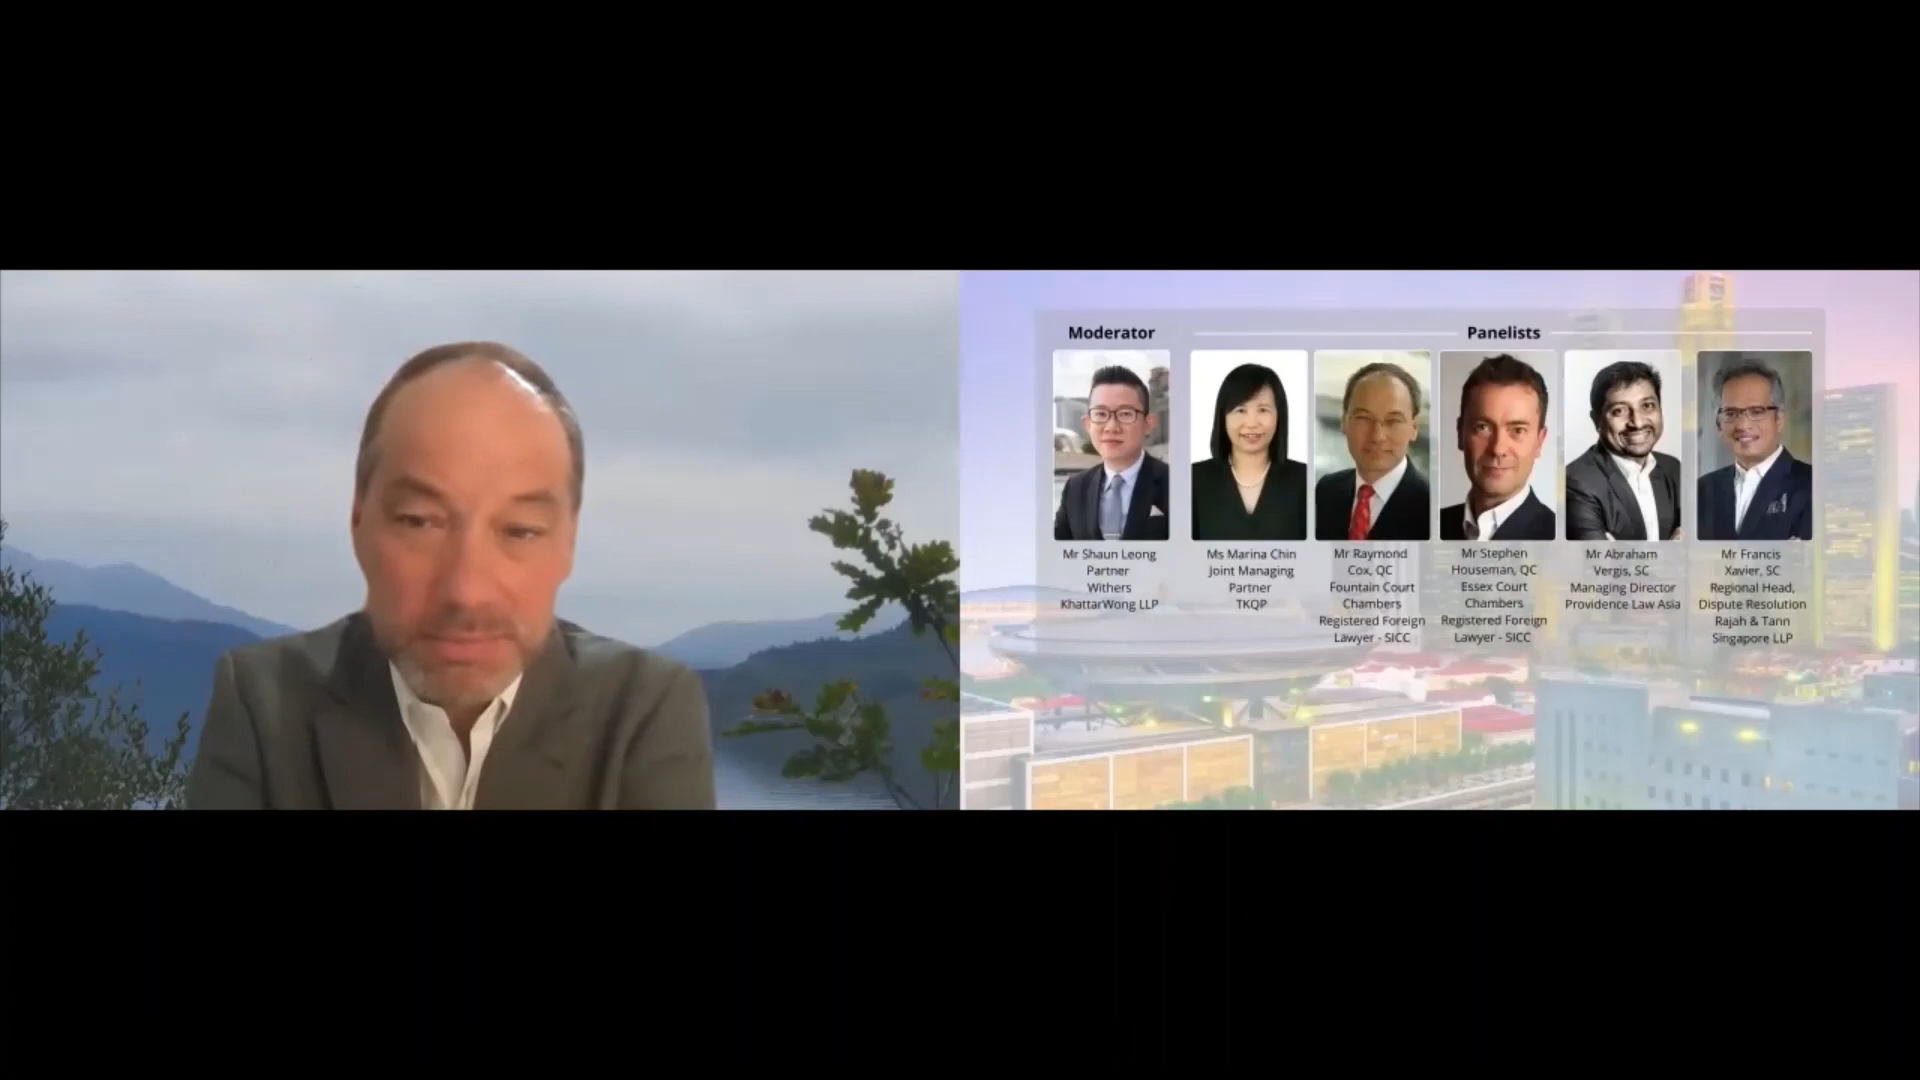 Moderator
Panelists
Mr Shaun Leong
Partner
Withers
KhattarWong LLP
Ms Marina Chin
Joint Managing
Partner
TKQP
Mr Raymond
Cox, QC
Fountain Court
Chambers
Registered Foreign
Lawyer - SICC
Mr Stephen
Houseman, QC
Essex Court
Chambers
Registered Foreign
Lawyer - SICC
Mr Abraham
Vergis, SC
Managing Director
Providence Law Asia
Mr Francis
Xavier, SC
Regional Head,
Dispute Resolution
Rajah & Tann
Singapore LLP